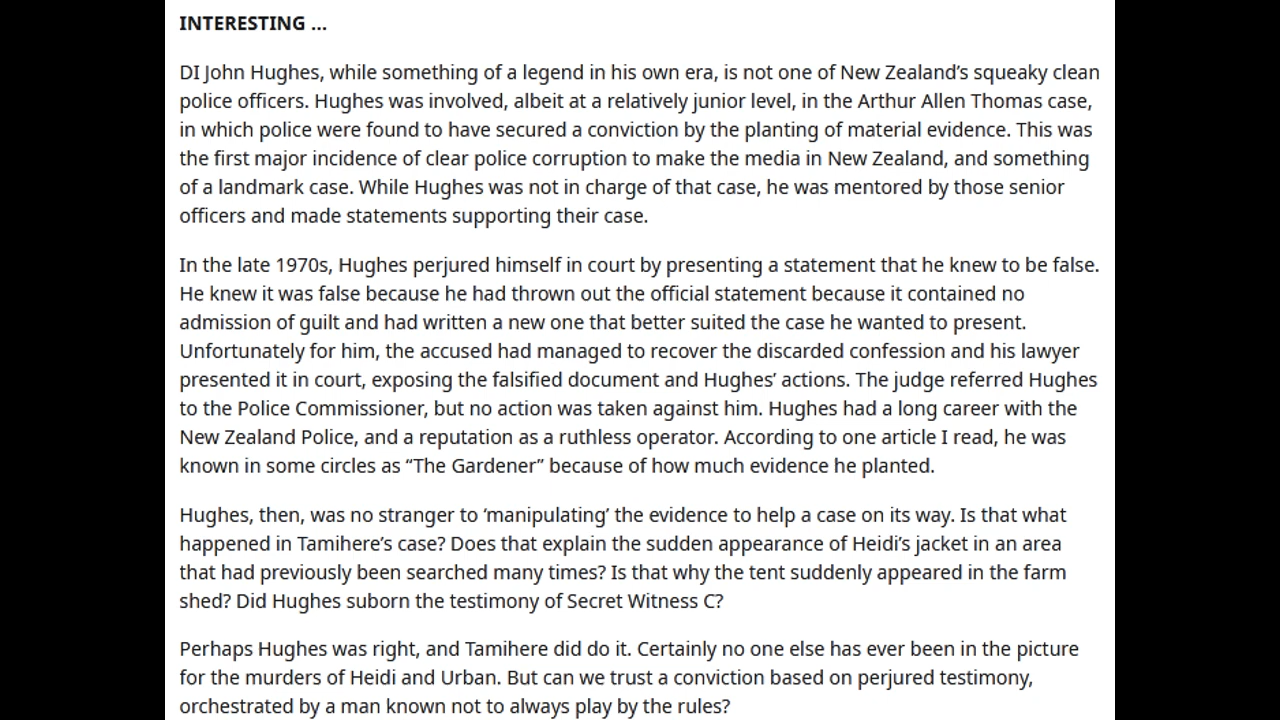 INTERESTING ...
DI John Hughes, while something of a legend in his own era, is not one of New Zealand’s squeaky clean
police officers. Hughes was involved, albeit at a relatively junior level, in the Arthur Allen Thomas case,
in which police were found to have secured a conviction by the planting of material evidence. This was
the first major incidence of clear police corruption to make the media in New Zealand, and something
of a landmark case. While Hughes was not in charge of that case, he was mentored by those senior
officers and made statements supporting their case.
In the late 1970s, Hughes perjured himself in court by presenting a statement that he knew to be false.
He knew it was false because he had thrown out the official statement because it contained no
admission of guilt and had written a new one that better suited the case he wanted to present.
Unfortunately for him, the accused had managed to recover the discarded confession and his lawyer
presented it in court, exposing the falsified document and Hughes’ actions. The judge referred Hughes
to the Police Commissioner, but no action was taken against him. Hughes had a long career with the
New Zealand Police, and a reputation as a ruthless operator. According to one article I read, he was
known in some circles as “The Gardener” because of how much evidence he planted.
Hughes, then, was no stranger to ‘manipulating’ the evidence to help a case on its way. Is that what
happened in Tamihere’s case? Does that explain the sudden appearance of Heidi’s jacket in an area
that had previously been searched many times? Is that why the tent suddenly appeared in the farm
shed? Did Hughes suborn the testimony of Secret Witness C?
Perhaps Hughes was right, and Tamihere did do it. Certainly no one else has ever been in the picture
for the murders of Heidi and Urban. But can we trust a conviction based on perjured testimony,
orchestrated by a man known not to always play by the rules?